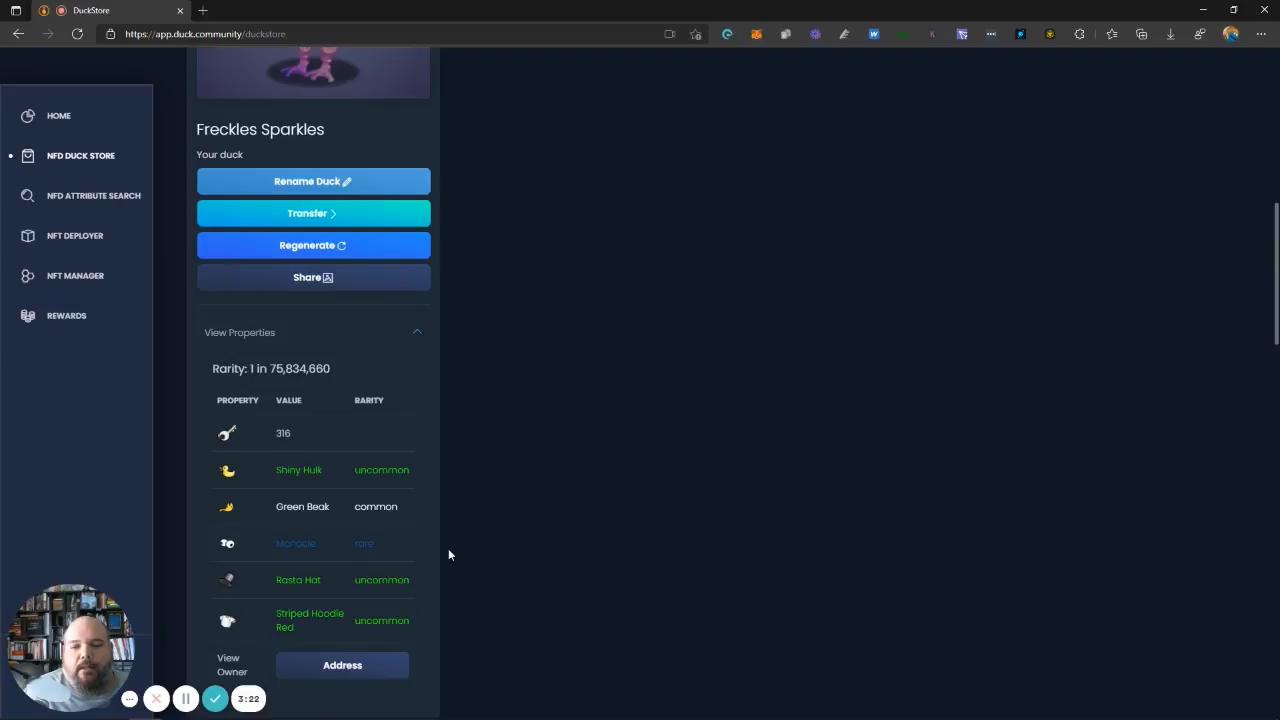 DuckStore
https://app.duck.community/duckstore
HOME
NFD DUCK STORE
NFD ATTRIBUTE SEARCH
NFT DEPLOYER
NFT MANAGER
REWARDS
Freckles Sparkles
Your duck
Rename Duck
Transfer
Regenerate
Share
View Properties
Rarity: 1 in 75,834,660
PROPERTY VALUE RARITY
316
Shiny Hulk uncommon
Green Beak common
Monocle rare
Rasta Hat uncommon
Striped Hoodie
Red uncommon
View
Owner
Address
3:22